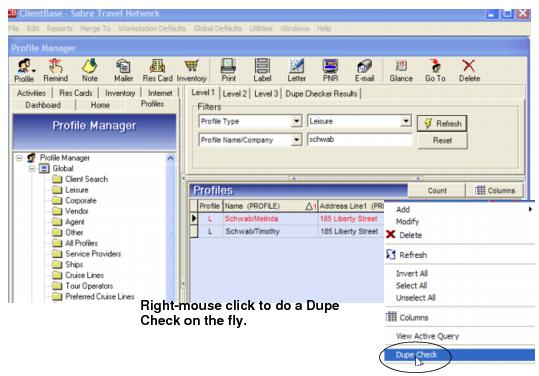 ClientBase - Sabre Travel Network
File Edit Reports Merge To Workstation Defaults Global Defaults Utilities Windows Help
Profile Manager
Profile Remind Note Mailer Res Card Inventory Print Label Letter PNR E-mail Glance Go To Delete
Activities Res Cards Inventory Internet
Dashboard Home Profiles
Profile Manager
Level 1 Level 2 Level 3 Dupe Checker Results
Filters
Profile Type Leisure Refresh
Profile Name/Company schwab Reset
Profile Manager
Global
Client Search
Leisure
Corporate
Vendor
Agent
Other
All Profiles
Service Providers
Ships
Cruise Lines
Tour Operators
Preferred Cruise Lines
Profiles Count Columns
Profile Name (PROFILE) 1 Address Line1 (PRI
L Schwab/Melinda 185 Liberty Street
L Schwab/Timothy 185 Liberty Street
Add
Modify
Delete
Refresh
Invert All
Select All
Unselect All
Columns
View Active Query
Dupe Check
Right-mouse click to do a Dupe
Check on the fly.